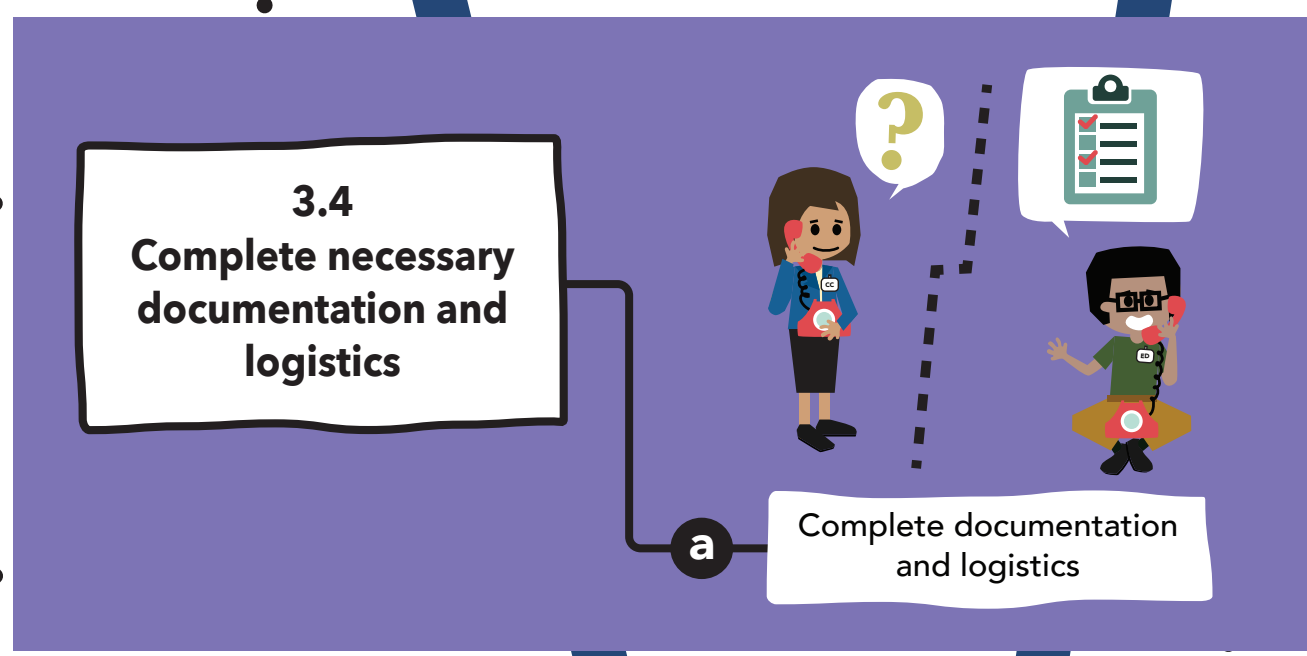 3.4
Complete necessary
documentation and
logistics
?
CC
ED
a
Complete documentation
and logistics